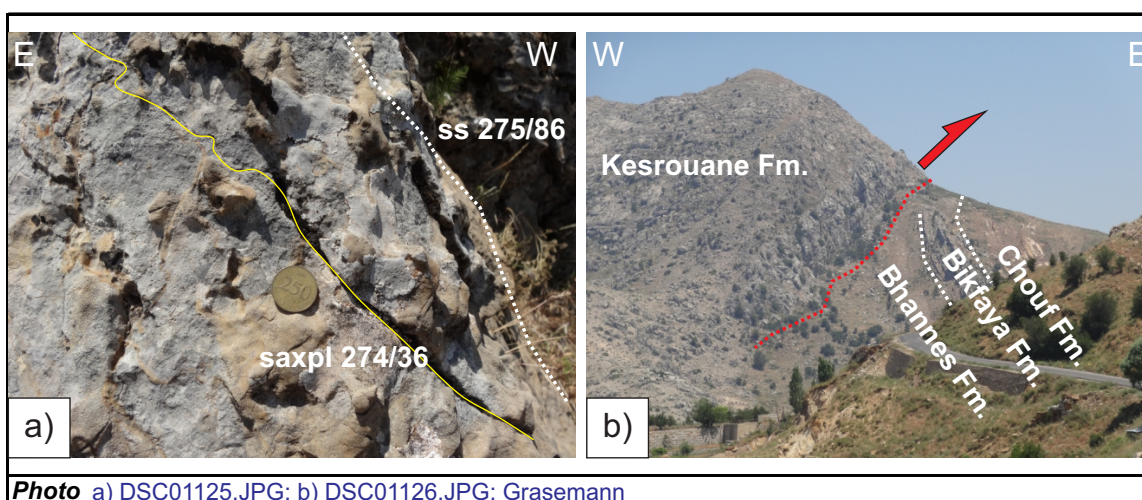 E
W
ss 275/86
250
saxpl 274/36
a)
W
E
Kesrouane Fm.
Bhannes Fm.
Bikfaya Fm.
Chouf Fm.
b)
Photo a) DSC01125.JPG; b) DSC01126.JPG; Grasemann